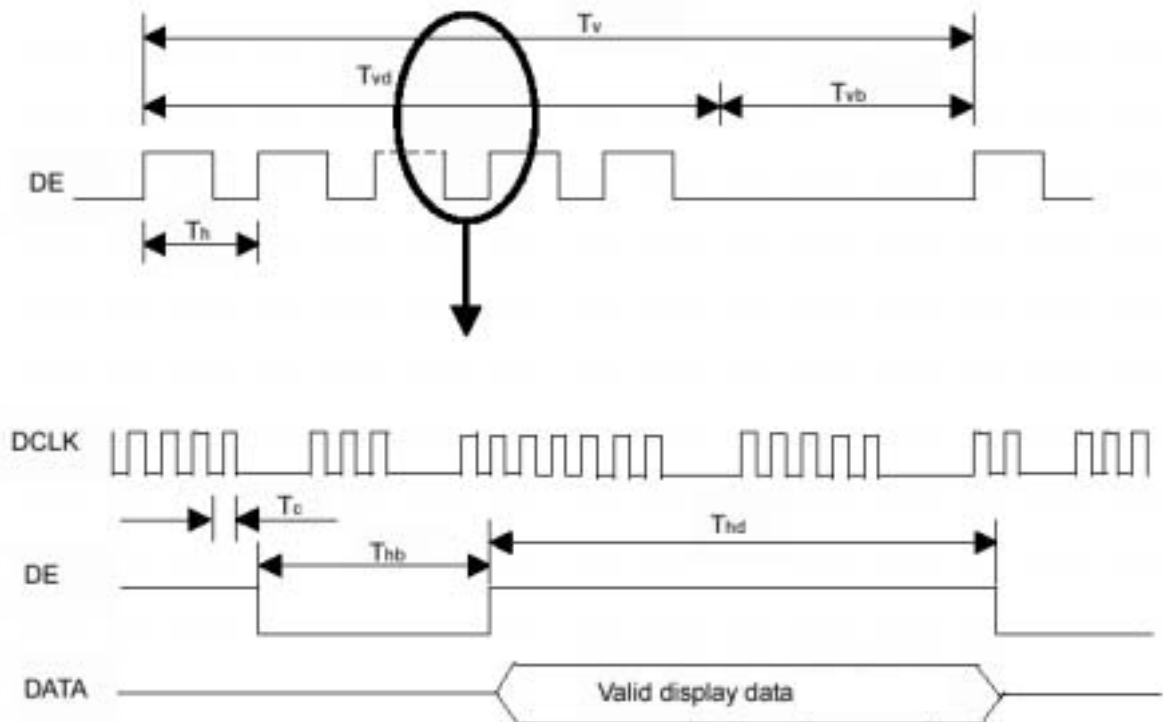 Tv
Tvd
Tvb
DE
Th
DCLK
Tc
Thd
Thb
DE
DATA
Valid display data